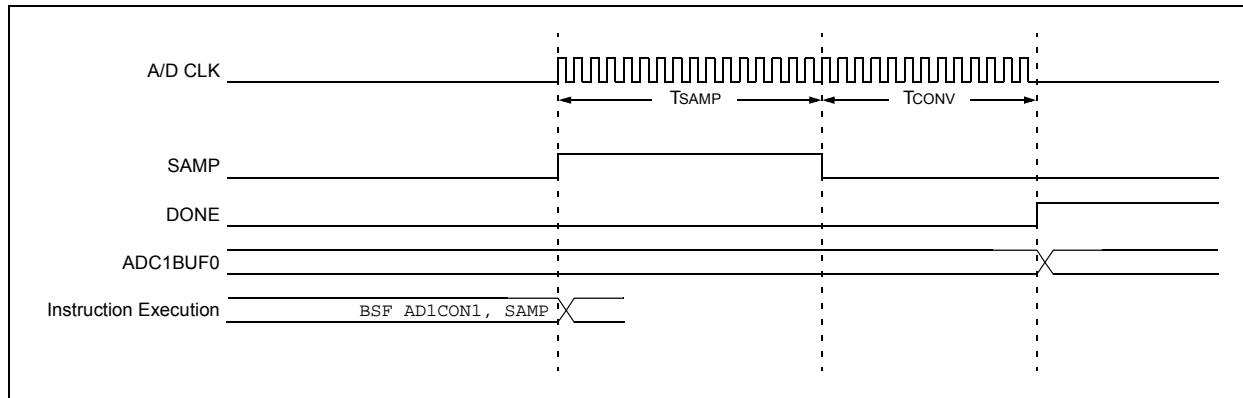 A/D CLK
TSAMP TCONV
SAMP
DONE
ADC1BUF0
Instruction Execution BSF AD1CON1, SAMP